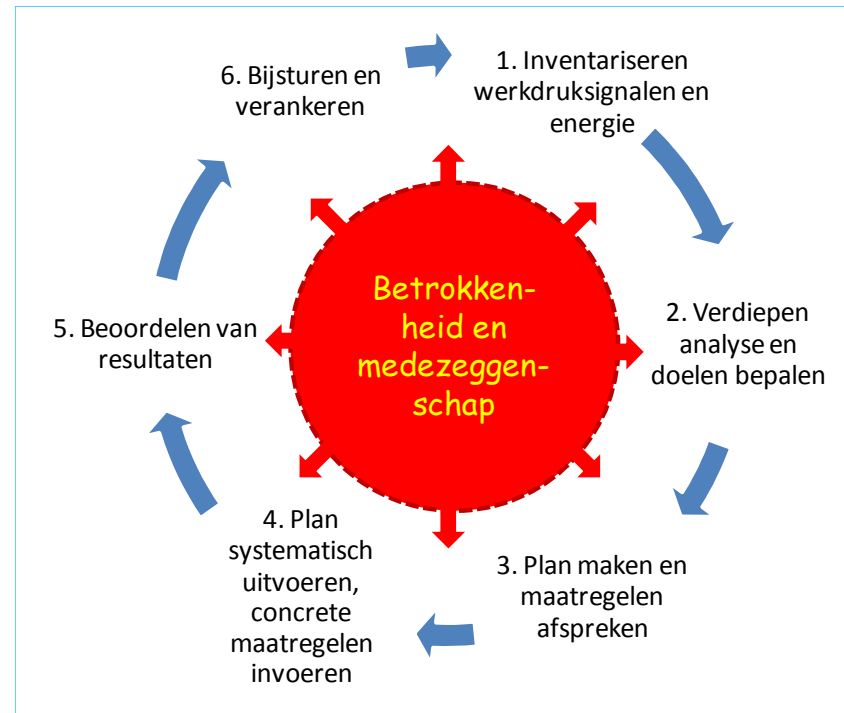 1. Inventariseren
werkdruksignalen en
energie
2. Verdiepen
analyse en
doelen bepalen
3. Plan maken en
maatregelen
afspreken
4. Plan
systematisch
uitvoeren,
concrete
maatregelen
invoeren
5. Beoordelen van
resultaten
6. Bijsturen en
verankeren
Betrokken-
heid en
medezeggen-
schap